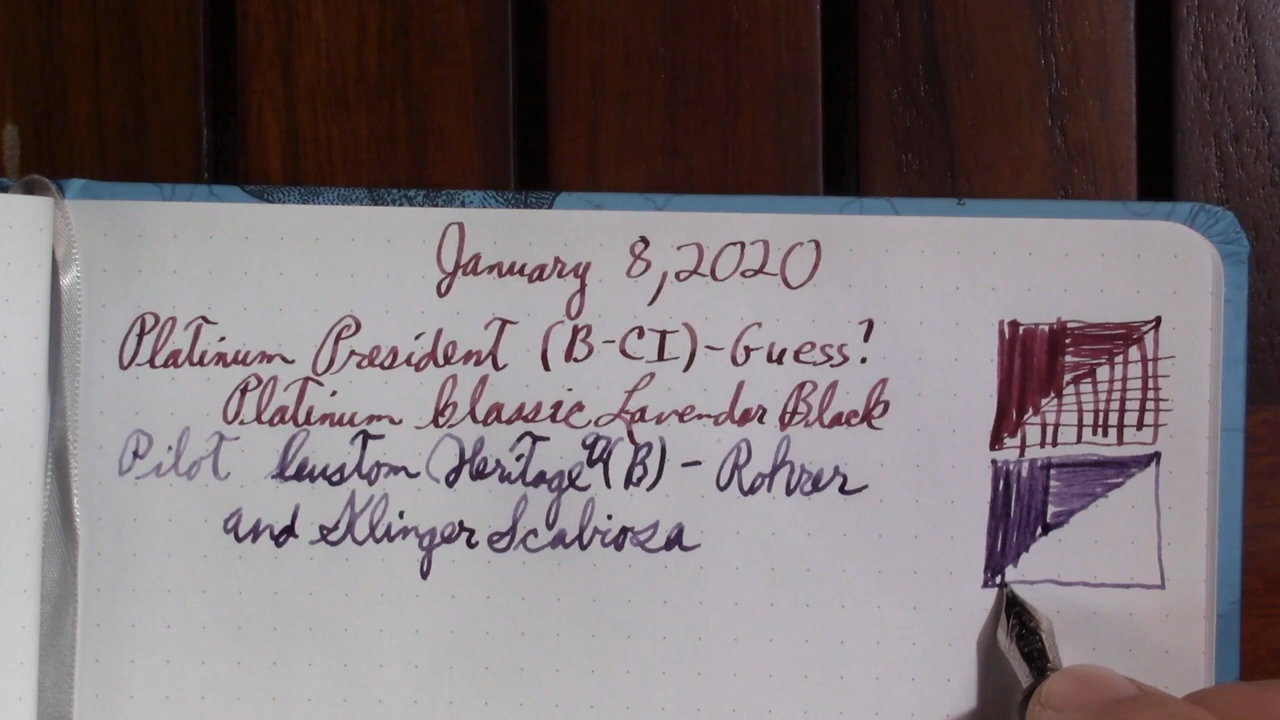 January 8, 2020
Platinum President (B-CI)-Guess?
Platinum Classic Lavender Black
Pilot Custom Heritage 91(B) - Rohrer
and Klinger Scabiosa